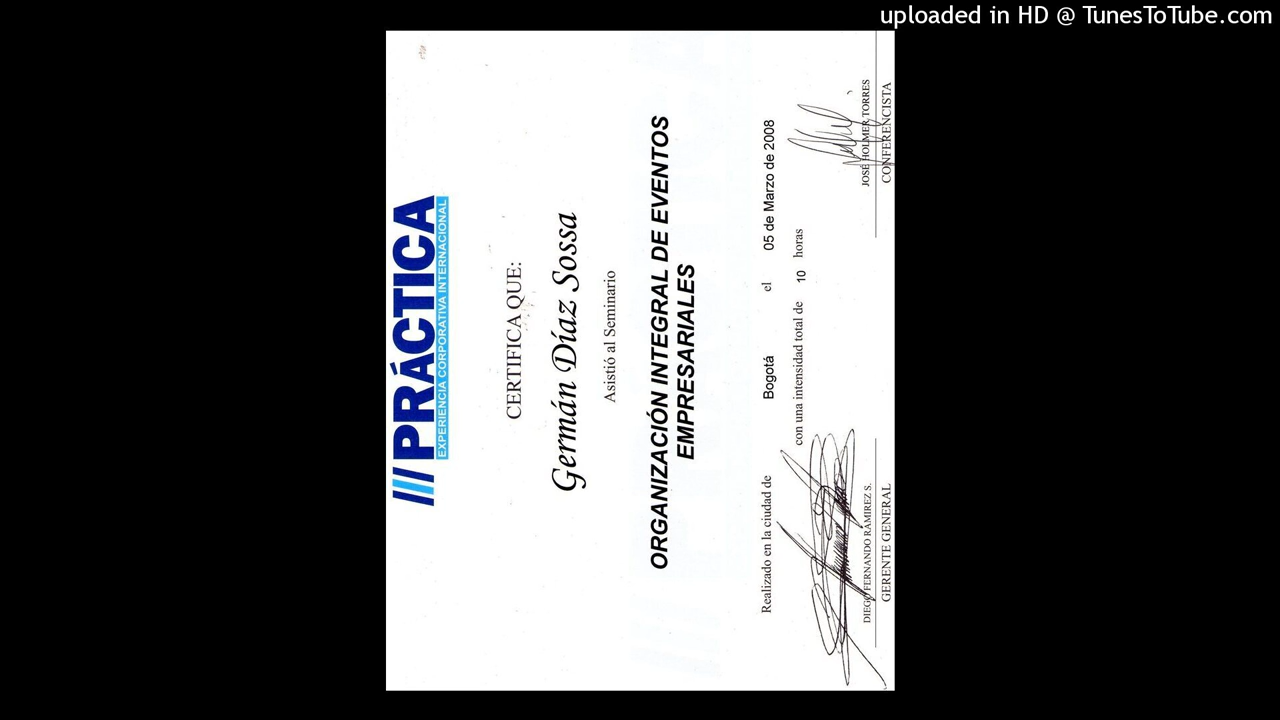 uploaded in HD @ TunesToTube.com
/// PRÁCTICA
EXPERIENCIA CORPORATIVA INTERNACIONAL
CERTIFICA QUE:
Germán Díaz Sossa
Asistió al Seminario
ORGANIZACIÓN INTEGRAL DE EVENTOS
EMPRESARIALES
Realizado en la ciudad de Bogotá el 05 de Marzo de 2008
con una intensidad total de 10 horas
DIEGO FERNANDO RAMIREZ S. JOSÉ HOLMER TORRES
GERENTE GENERAL CONFERENCISTA